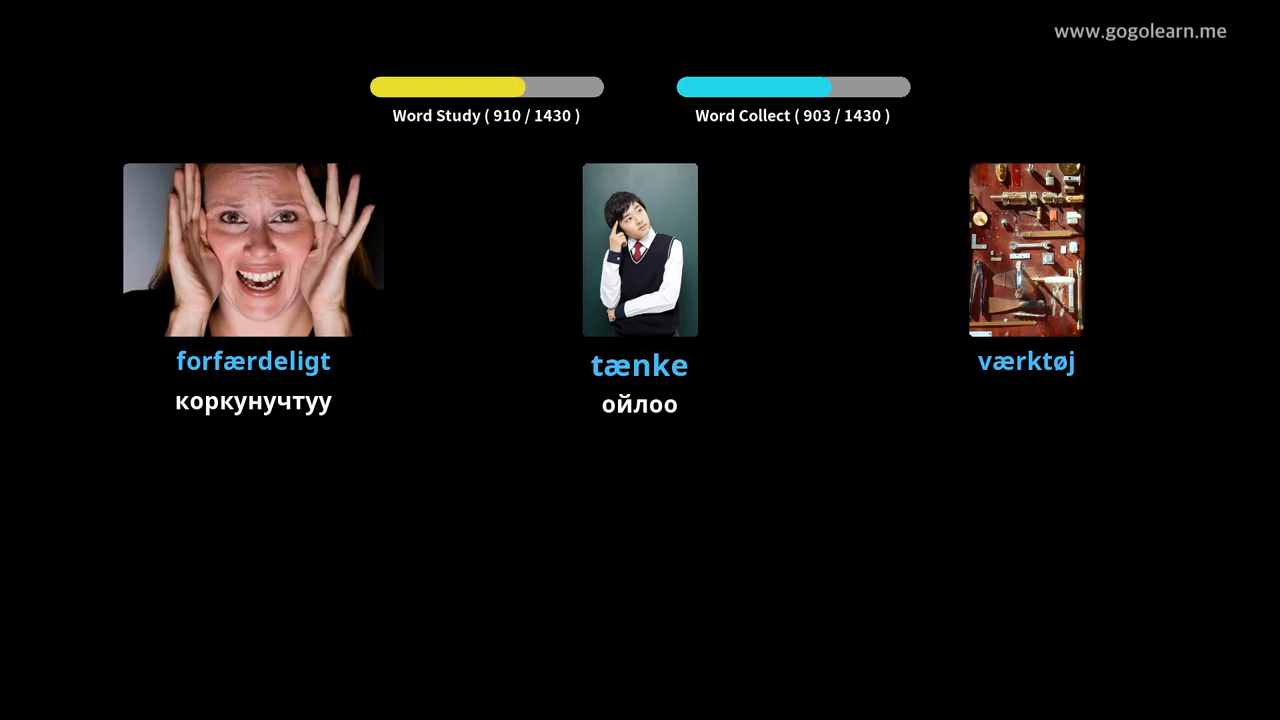 www.gogolearn.me
Word Study ( 910 / 1430 )
Word Collect ( 903 / 1430 )
forfærdeligt
коркунучтуу
tænke
ойлоо
værktøj